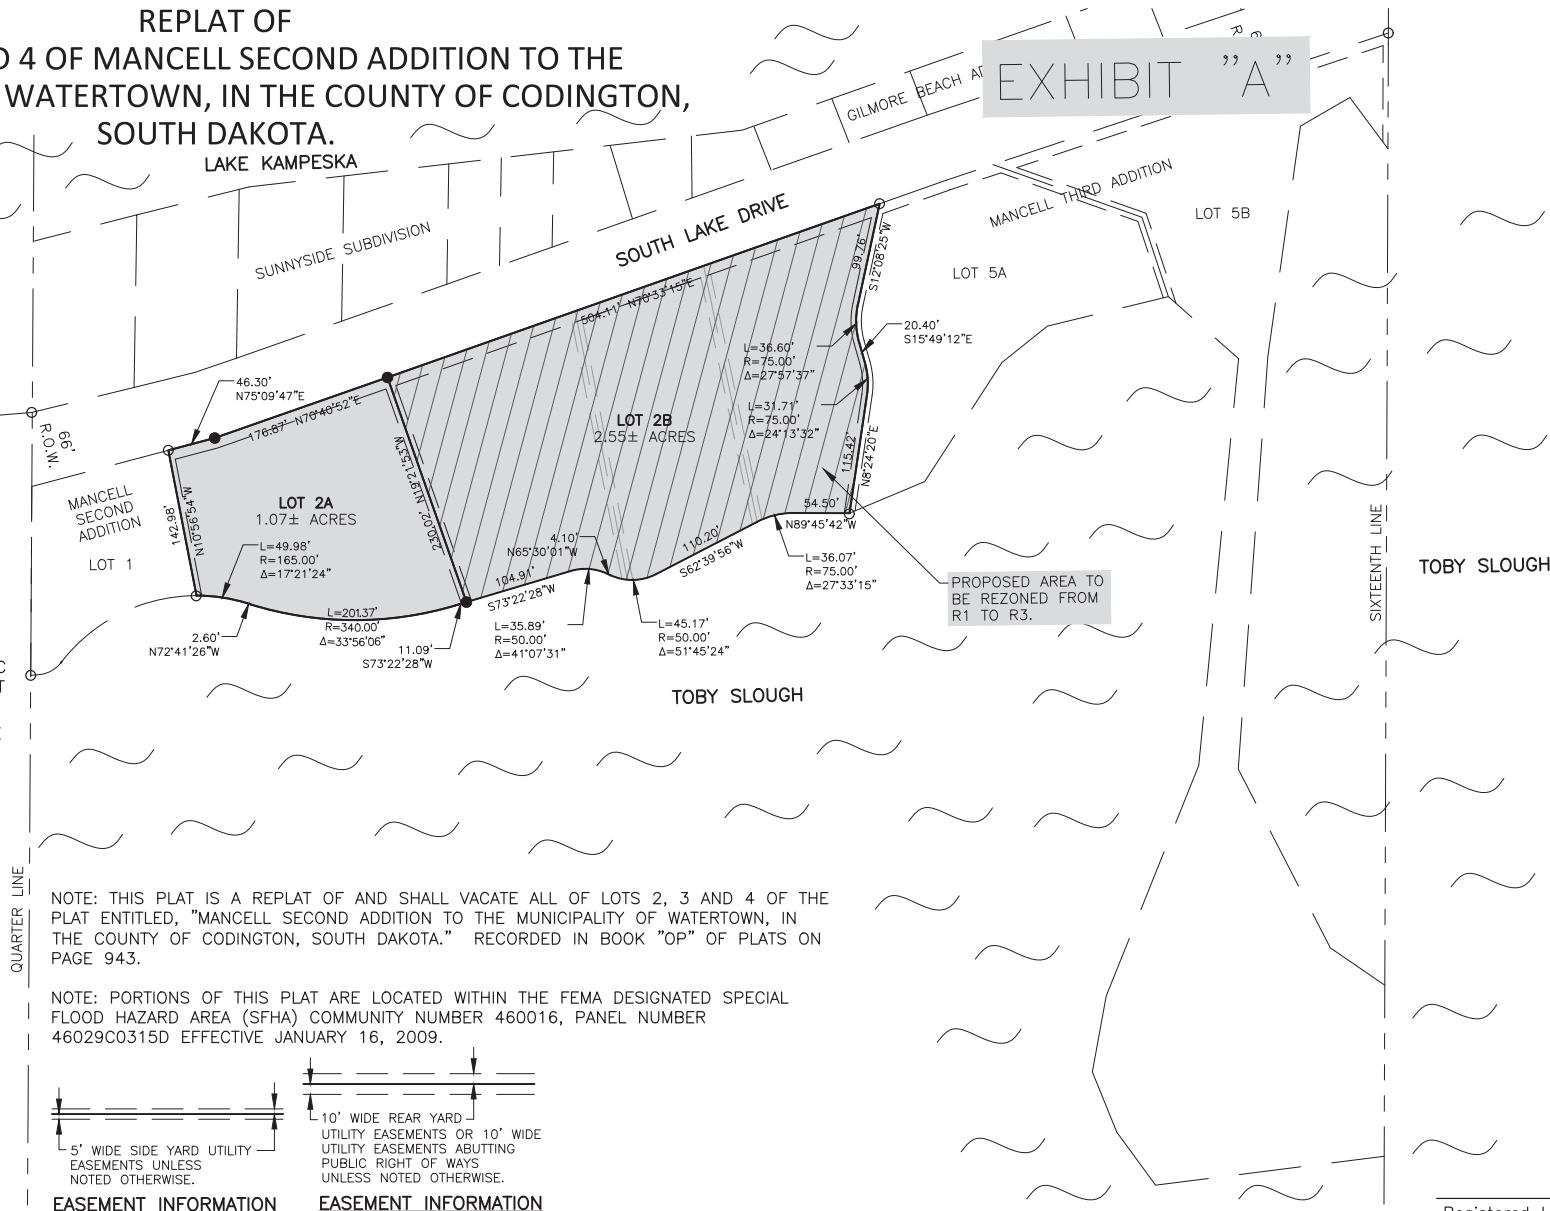 REPLAT OF
4 OF MANCELL SECOND ADDITION TO THE
WATERTOWN, IN THE COUNTY OF CODINGTON,
SOUTH DAKOTA.
EXHIBIT "A"
LAKE KAMPESKA
GILMORE BEACH
SUNNYSIDE SUBDIVISION
SOUTH LAKE DRIVE
MANCELL THIRD ADDITION
LOT 5B
LOT 5A
99.76'
S12°08'25"W
504.11' N70°33'15"E
20.40'
S15°49'12"E
L=36.60'
R=75.00'
Δ=27°57'37"
L=31.71'
R=75.00'
Δ=24°13'32"
46.30'
N75°09'47"E
176.87' N70°40'52"E
66'
R.O.W.
LOT 2B
2.55± ACRES
115.42'
N8°24'20"E
230.02' N19°21'53"W
MANCELL
SECOND
ADDITION
LOT 1
142.98'
N10°56'54"W
LOT 2A
1.07± ACRES
L=49.98'
R=165.00'
Δ=17°21'24"
54.50'
N89°45'42"W
4.10'
N65°30'01"W
110.20'
S62°39'56"W
104.91'
S73°22'28"W
L=36.07'
R=75.00'
Δ=27°33'15"
PROPOSED AREA TO
BE REZONED FROM
R1 TO R3.
SIXTEENTH LINE
TOBY SLOUGH
2.60'
N72°41'26"W
L=201.37'
R=340.00'
Δ=33°56'06"
11.09'
S73°22'28"W
L=35.89'
R=50.00'
Δ=41°07'31"
L=45.17'
R=50.00'
Δ=51°45'24"
TOBY SLOUGH
QUARTER LINE
NOTE: THIS PLAT IS A REPLAT OF AND SHALL VACATE ALL OF LOTS 2, 3 AND 4 OF THE
PLAT ENTITLED, "MANCELL SECOND ADDITION TO THE MUNICIPALITY OF WATERTOWN, IN
THE COUNTY OF CODINGTON, SOUTH DAKOTA." RECORDED IN BOOK "OP" OF PLATS ON
PAGE 943.
NOTE: PORTIONS OF THIS PLAT ARE LOCATED WITHIN THE FEMA DESIGNATED SPECIAL
FLOOD HAZARD AREA (SFHA) COMMUNITY NUMBER 460016, PANEL NUMBER
46029C0315D EFFECTIVE JANUARY 16, 2009.
5' WIDE SIDE YARD UTILITY
EASEMENTS UNLESS
NOTED OTHERWISE.
EASEMENT INFORMATION
10' WIDE REAR YARD
UTILITY EASEMENTS OR 10' WIDE
UTILITY EASEMENTS ABUTTING
PUBLIC RIGHT OF WAYS
UNLESS NOTED OTHERWISE.
EASEMENT INFORMATION